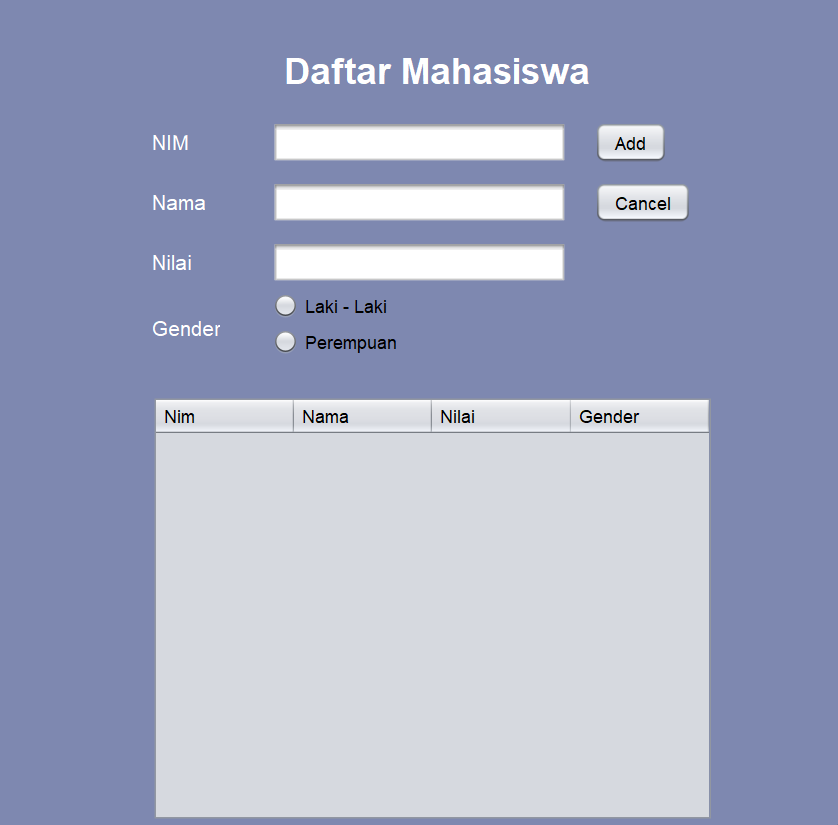 Daftar Mahasiswa
NIM
Add
Nama
Cancel
Nilai
Gender
Laki - Laki
Perempuan
Nim Nama Nilai Gender